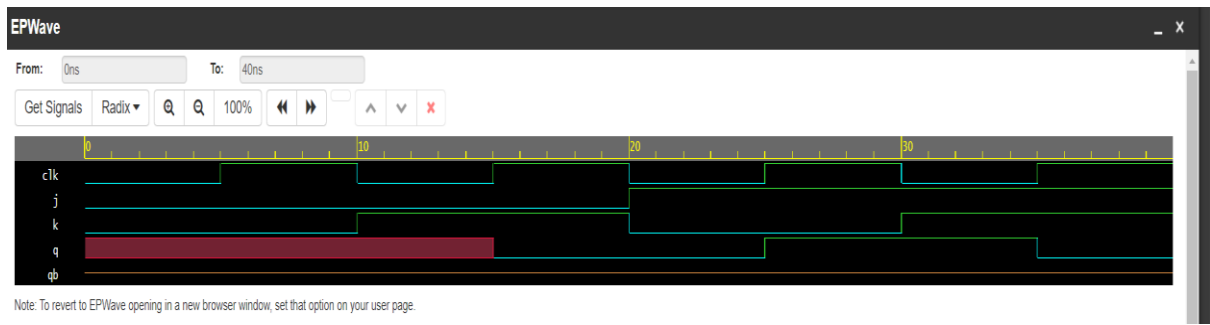 EPWave _ x
From: 0ns To: 40ns
Get Signals Radix 100% x
0 10 20 30
clk
j
k
q
qb
Note: To revert to EPWave opening in a new browser window, set that option on your user page.